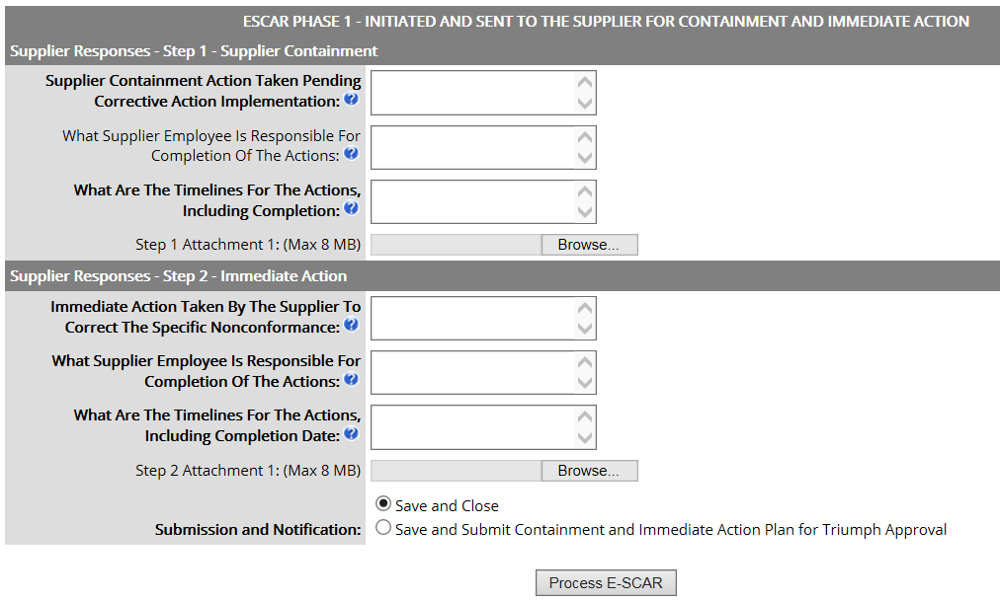 ESCAR PHASE 1 - INITIATED AND SENT TO THE SUPPLIER FOR CONTAINMENT AND IMMEDIATE ACTION
Supplier Responses - Step 1 - Supplier Containment
Supplier Containment Action Taken Pending
Corrective Action Implementation: ?
What Supplier Employee Is Responsible For
Completion Of The Actions: ?
What Are The Timelines For The Actions,
Including Completion: ?
Step 1 Attachment 1: (Max 8 MB) Browse...
Supplier Responses - Step 2 - Immediate Action
Immediate Action Taken By The Supplier To
Correct The Specific Nonconformance: ?
What Supplier Employee Is Responsible For
Completion Of The Actions: ?
What Are The Timelines For The Actions,
Including Completion Date: ?
Step 2 Attachment 1: (Max 8 MB) Browse...
Save and Close
Submission and Notification: Save and Submit Containment and Immediate Action Plan for Triumph Approval
Process E-SCAR